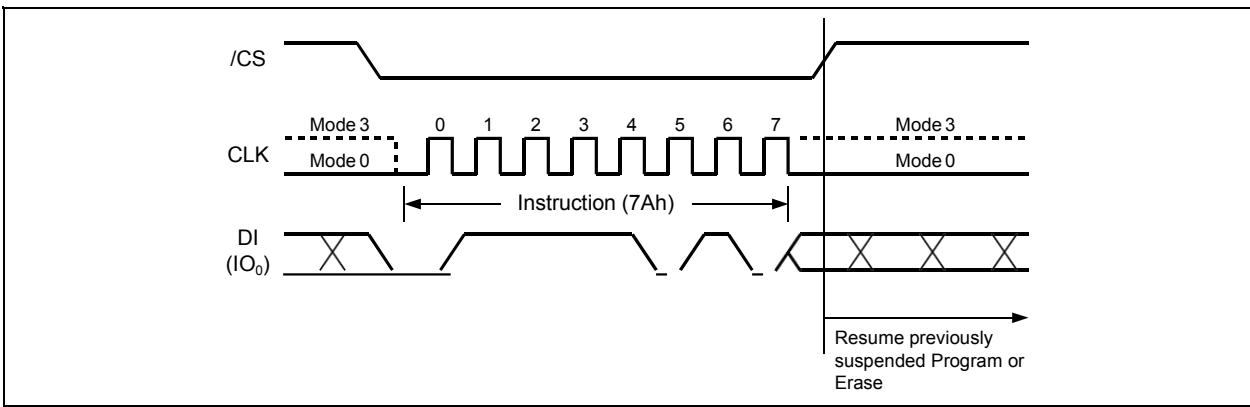 /CS
Mode 3 0 1 2 3 4 5 6 7 Mode 3
CLK
Mode 0 Mode 0
Instruction (7Ah)
DI
(IO₀)
Resume previously
suspended Program or
Erase